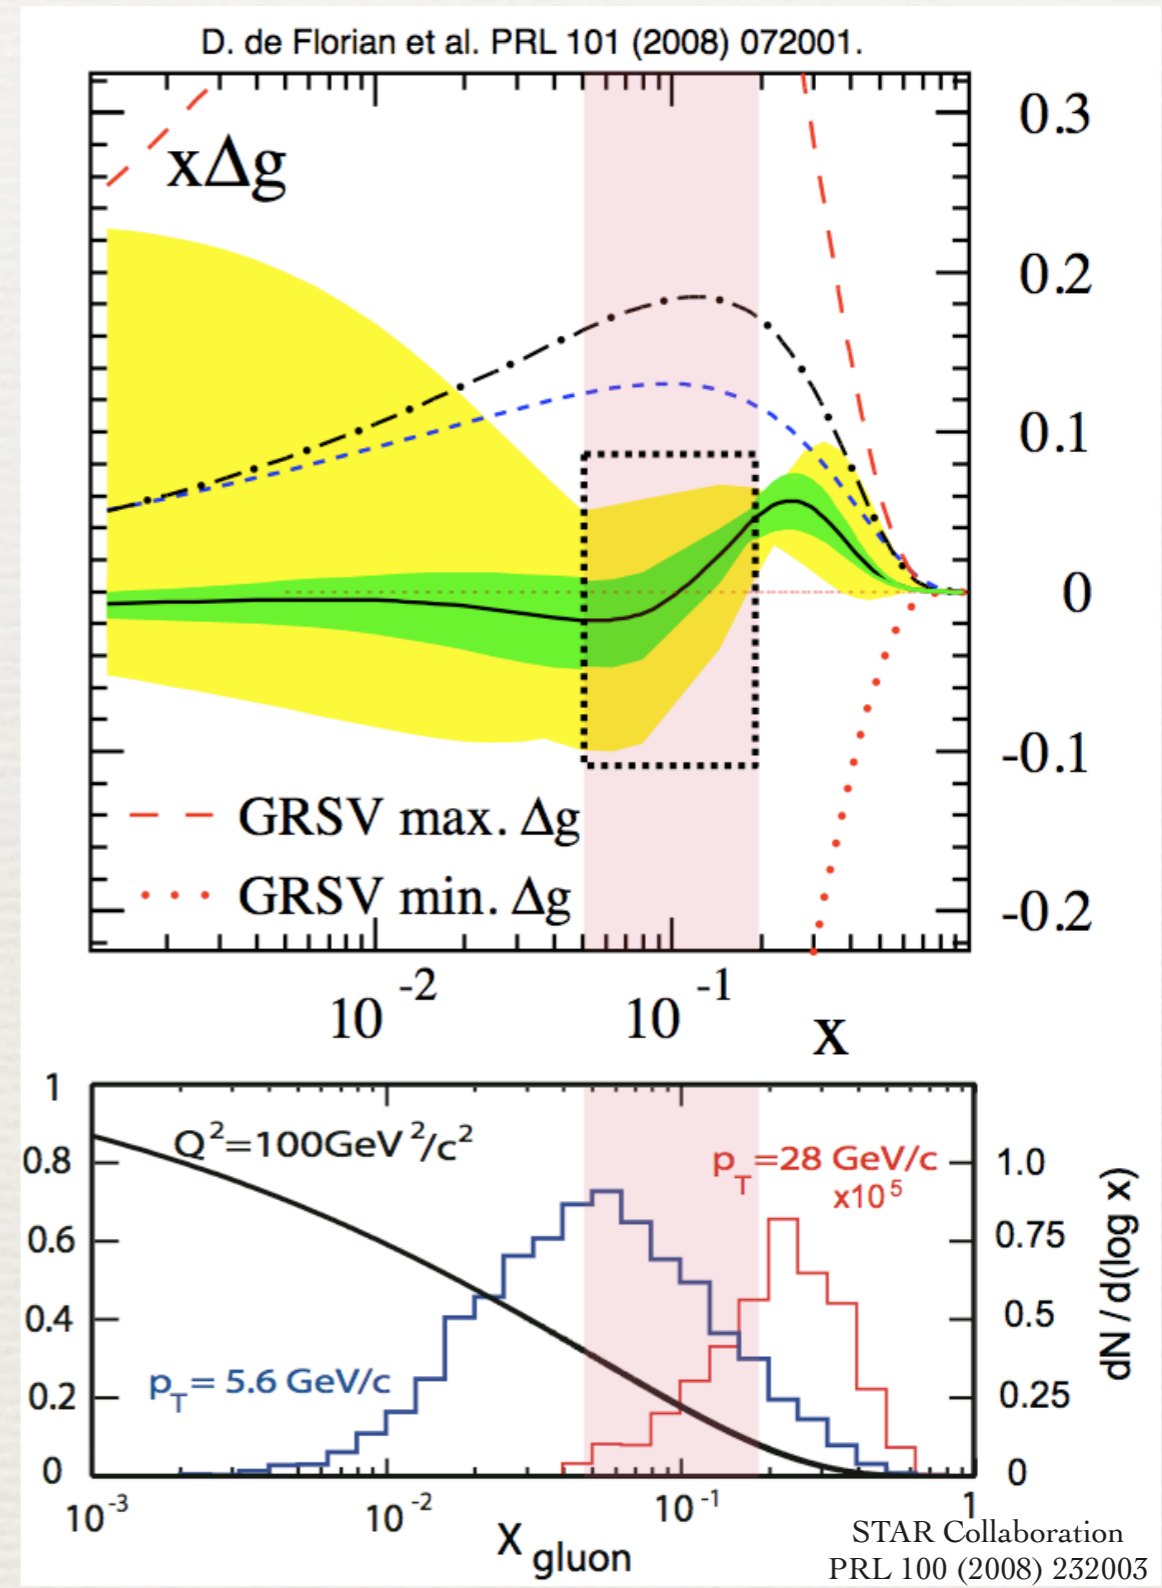 D. de Florian et al. PRL 101 (2008) 072001.
xΔg
0.3
0.2
0.1
0
-0.1
-0.2
GRSV max. Δg
GRSV min. Δg
10⁻²
10⁻¹
x
1
0.8
0.6
0.4
0.2
0
Q²=100GeV²/c²
p_T=28 GeV/c
x10⁵
p_T= 5.6 GeV/c
1.0
0.75
0.5
0.25
0
dN / d(log x)
10⁻³
10⁻²
10⁻¹
1
X gluon
STAR Collaboration
PRL 100 (2008) 232003